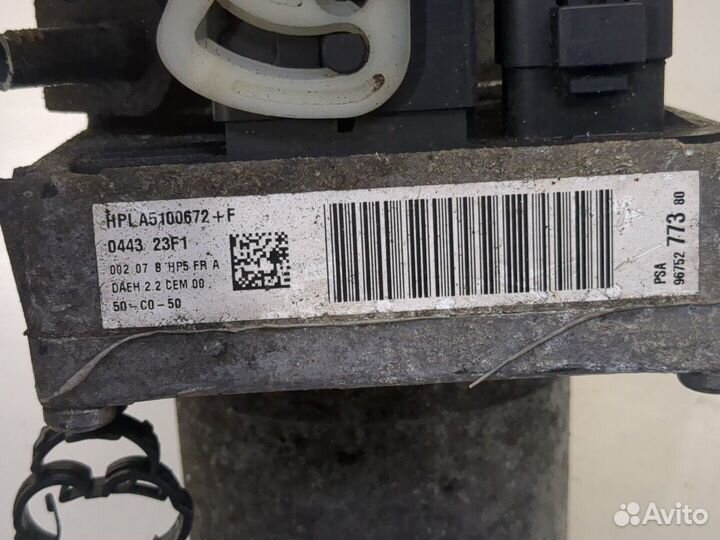 HPLA5100672+F
0443 23F1
002 07 B HP5 FR A
DAEH 2.2 CEM 00
50-C0-50
PSA
96752 773 80
Avito